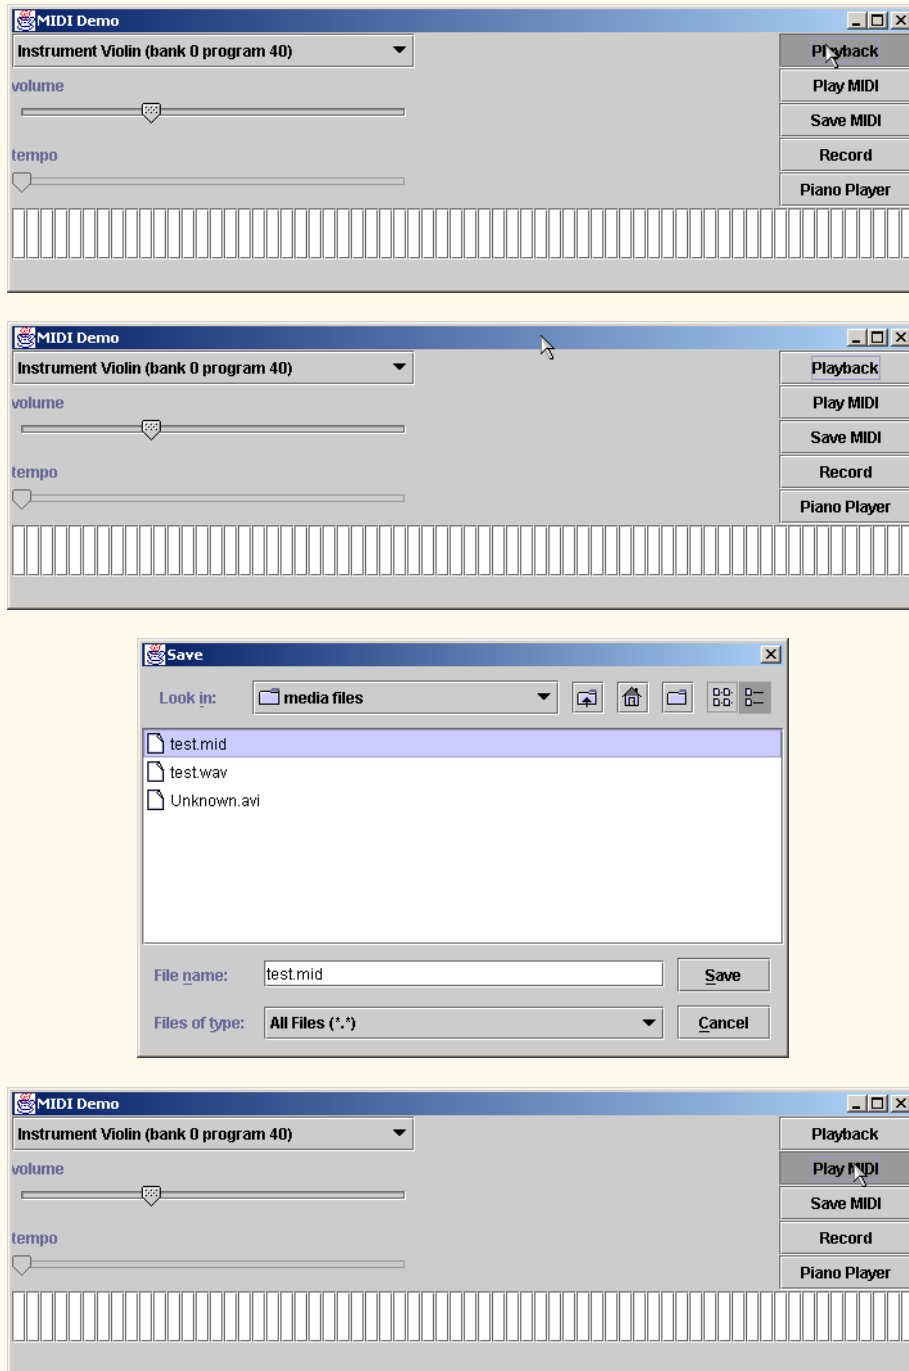 MIDI Demo
Instrument Violin (bank 0 program 40)
Playback
volume
Play MIDI
Save MIDI
tempo
Record
Piano Player
MIDI Demo
Instrument Violin (bank 0 program 40)
Playback
volume
Play MIDI
Save MIDI
tempo
Record
Piano Player
Save
Look in: media files
test.mid
test.wav
Unknown.avi
File name: test.mid Save
Files of type: All Files (*.*) Cancel
MIDI Demo
Instrument Violin (bank 0 program 40)
Playback
volume
Play MIDI
Save MIDI
tempo
Record
Piano Player